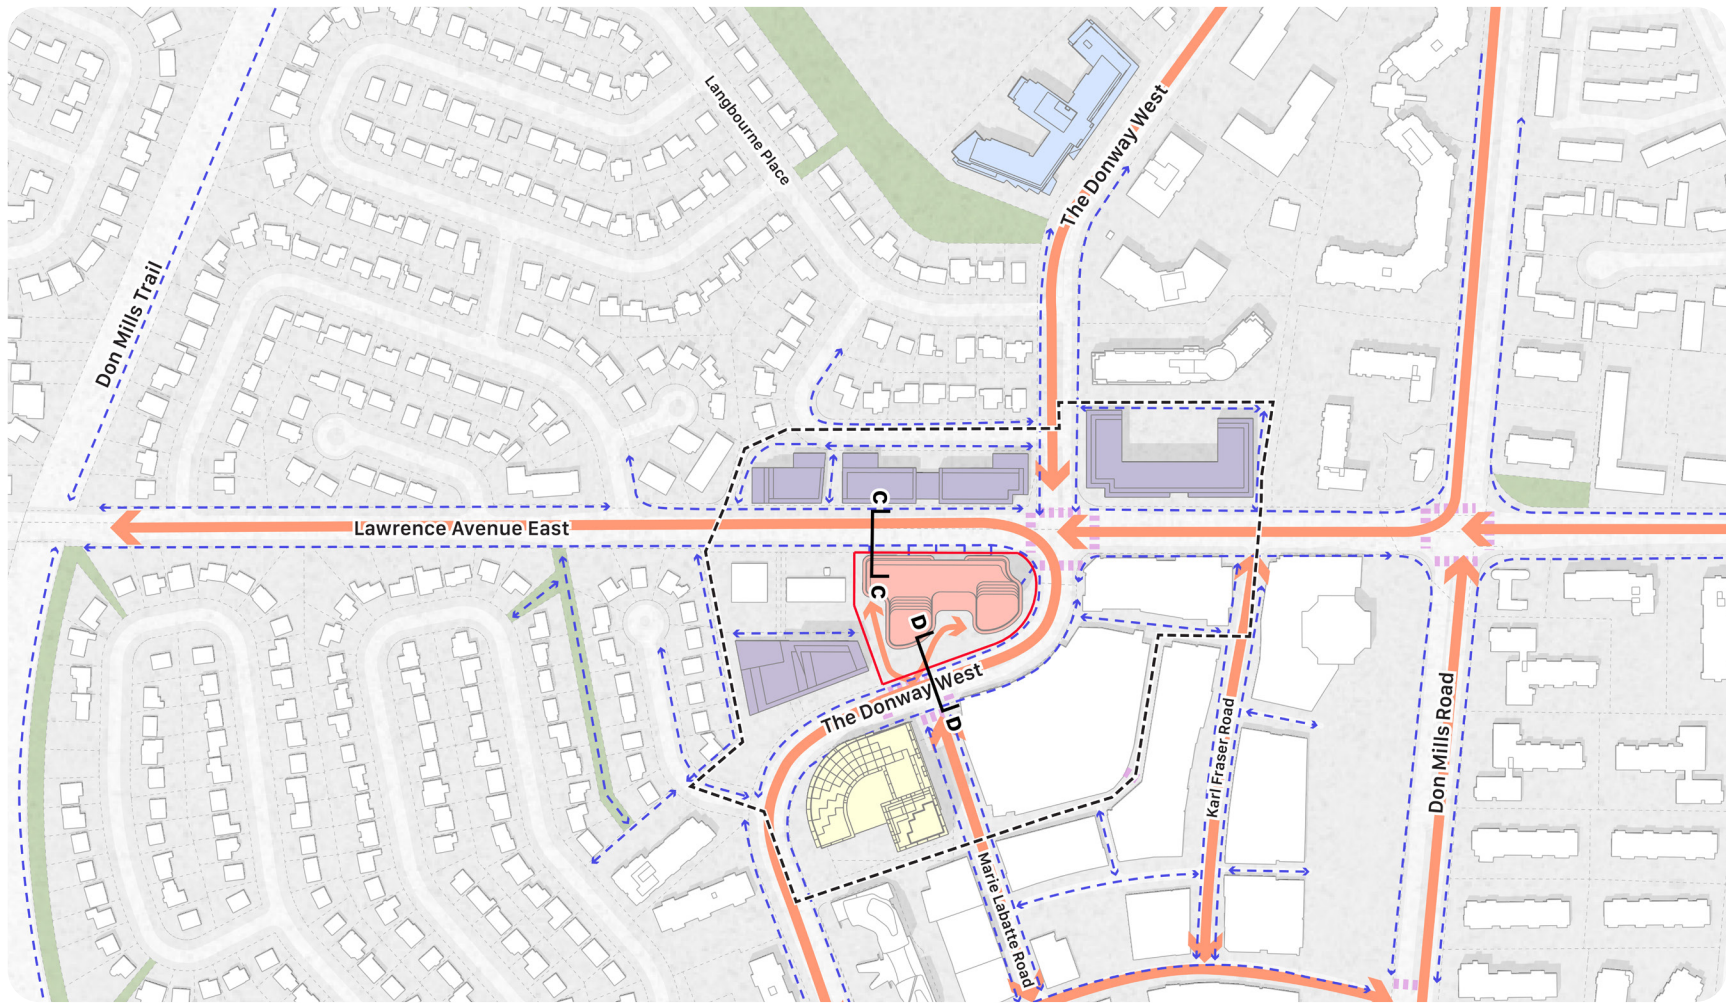 Langbourne Place
The Donway West
Don Mills Trail
C
Lawrence Avenue East
C
D
The Donway West
D
Karl Fraser Road
Don Mills Road
Marie Labatte Road